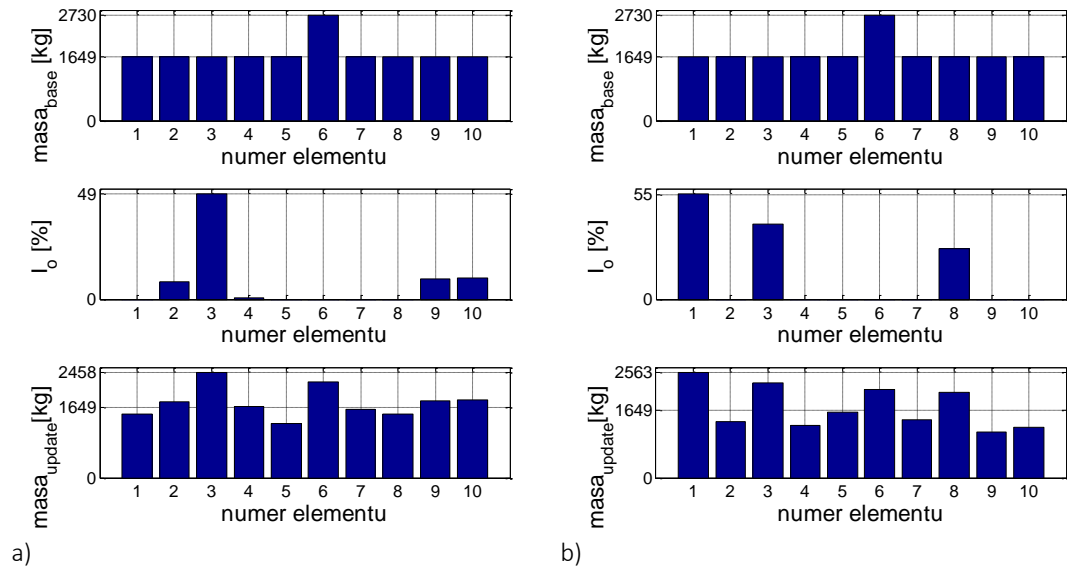 masa_base [kg]
2730
1649
0
1 2 3 4 5 6 7 8 9 10
numer elementu
I_o [%]
49
0
1 2 3 4 5 6 7 8 9 10
numer elementu
masa_update [kg]
2458
1649
0
1 2 3 4 5 6 7 8 9 10
numer elementu
a)
masa_base [kg]
2730
1649
0
1 2 3 4 5 6 7 8 9 10
numer elementu
I_o [%]
55
0
1 2 3 4 5 6 7 8 9 10
numer elementu
masa_update [kg]
2563
1649
0
1 2 3 4 5 6 7 8 9 10
numer elementu
b)